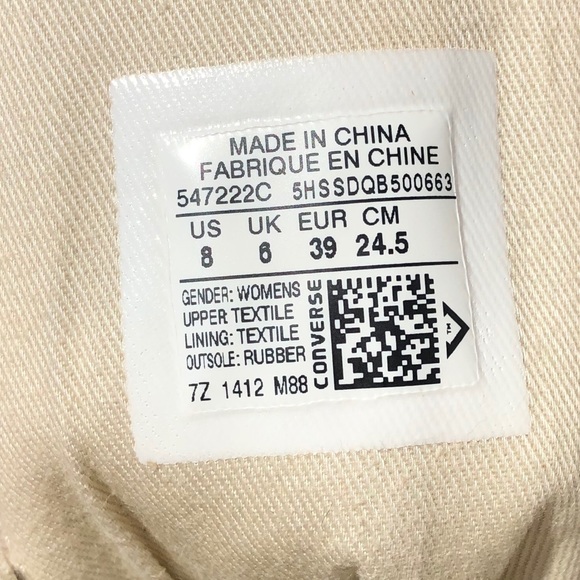 MADE IN CHINA
FABRIQUE EN CHINE
547222C 5HSSDQB500663
US UK EUR CM
8 6 39 24.5
GENDER: WOMENS
UPPER: TEXTILE
LINING: TEXTILE
OUTSOLE: RUBBER
7Z 1412 M88
CONVERSE
TM